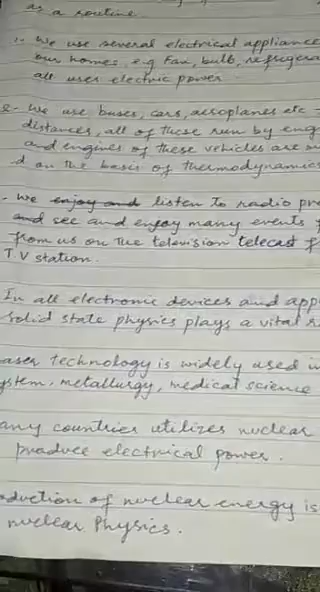 as a routine
1. We use several electrical appliance
our homes e.g Fan, bulb, refrigera
all uses electric power.
2- We use buses, cars, aeroplanes etc -
distances, all of these run by eng
and engines of these vehicles are
d on the basis of thermodynamics
. We enjoy and listen to radio pro
and see and enjoy many events f
from us on the television telecast f
T.V station.
In all electronic devices and app
solid state physics plays a vital r
aser technology is widely used i
ystem, metallurgy, medical science
any countries utilizes nuclear
produce electrical power.
oduction of nuclear energy is
nuclear Physics.